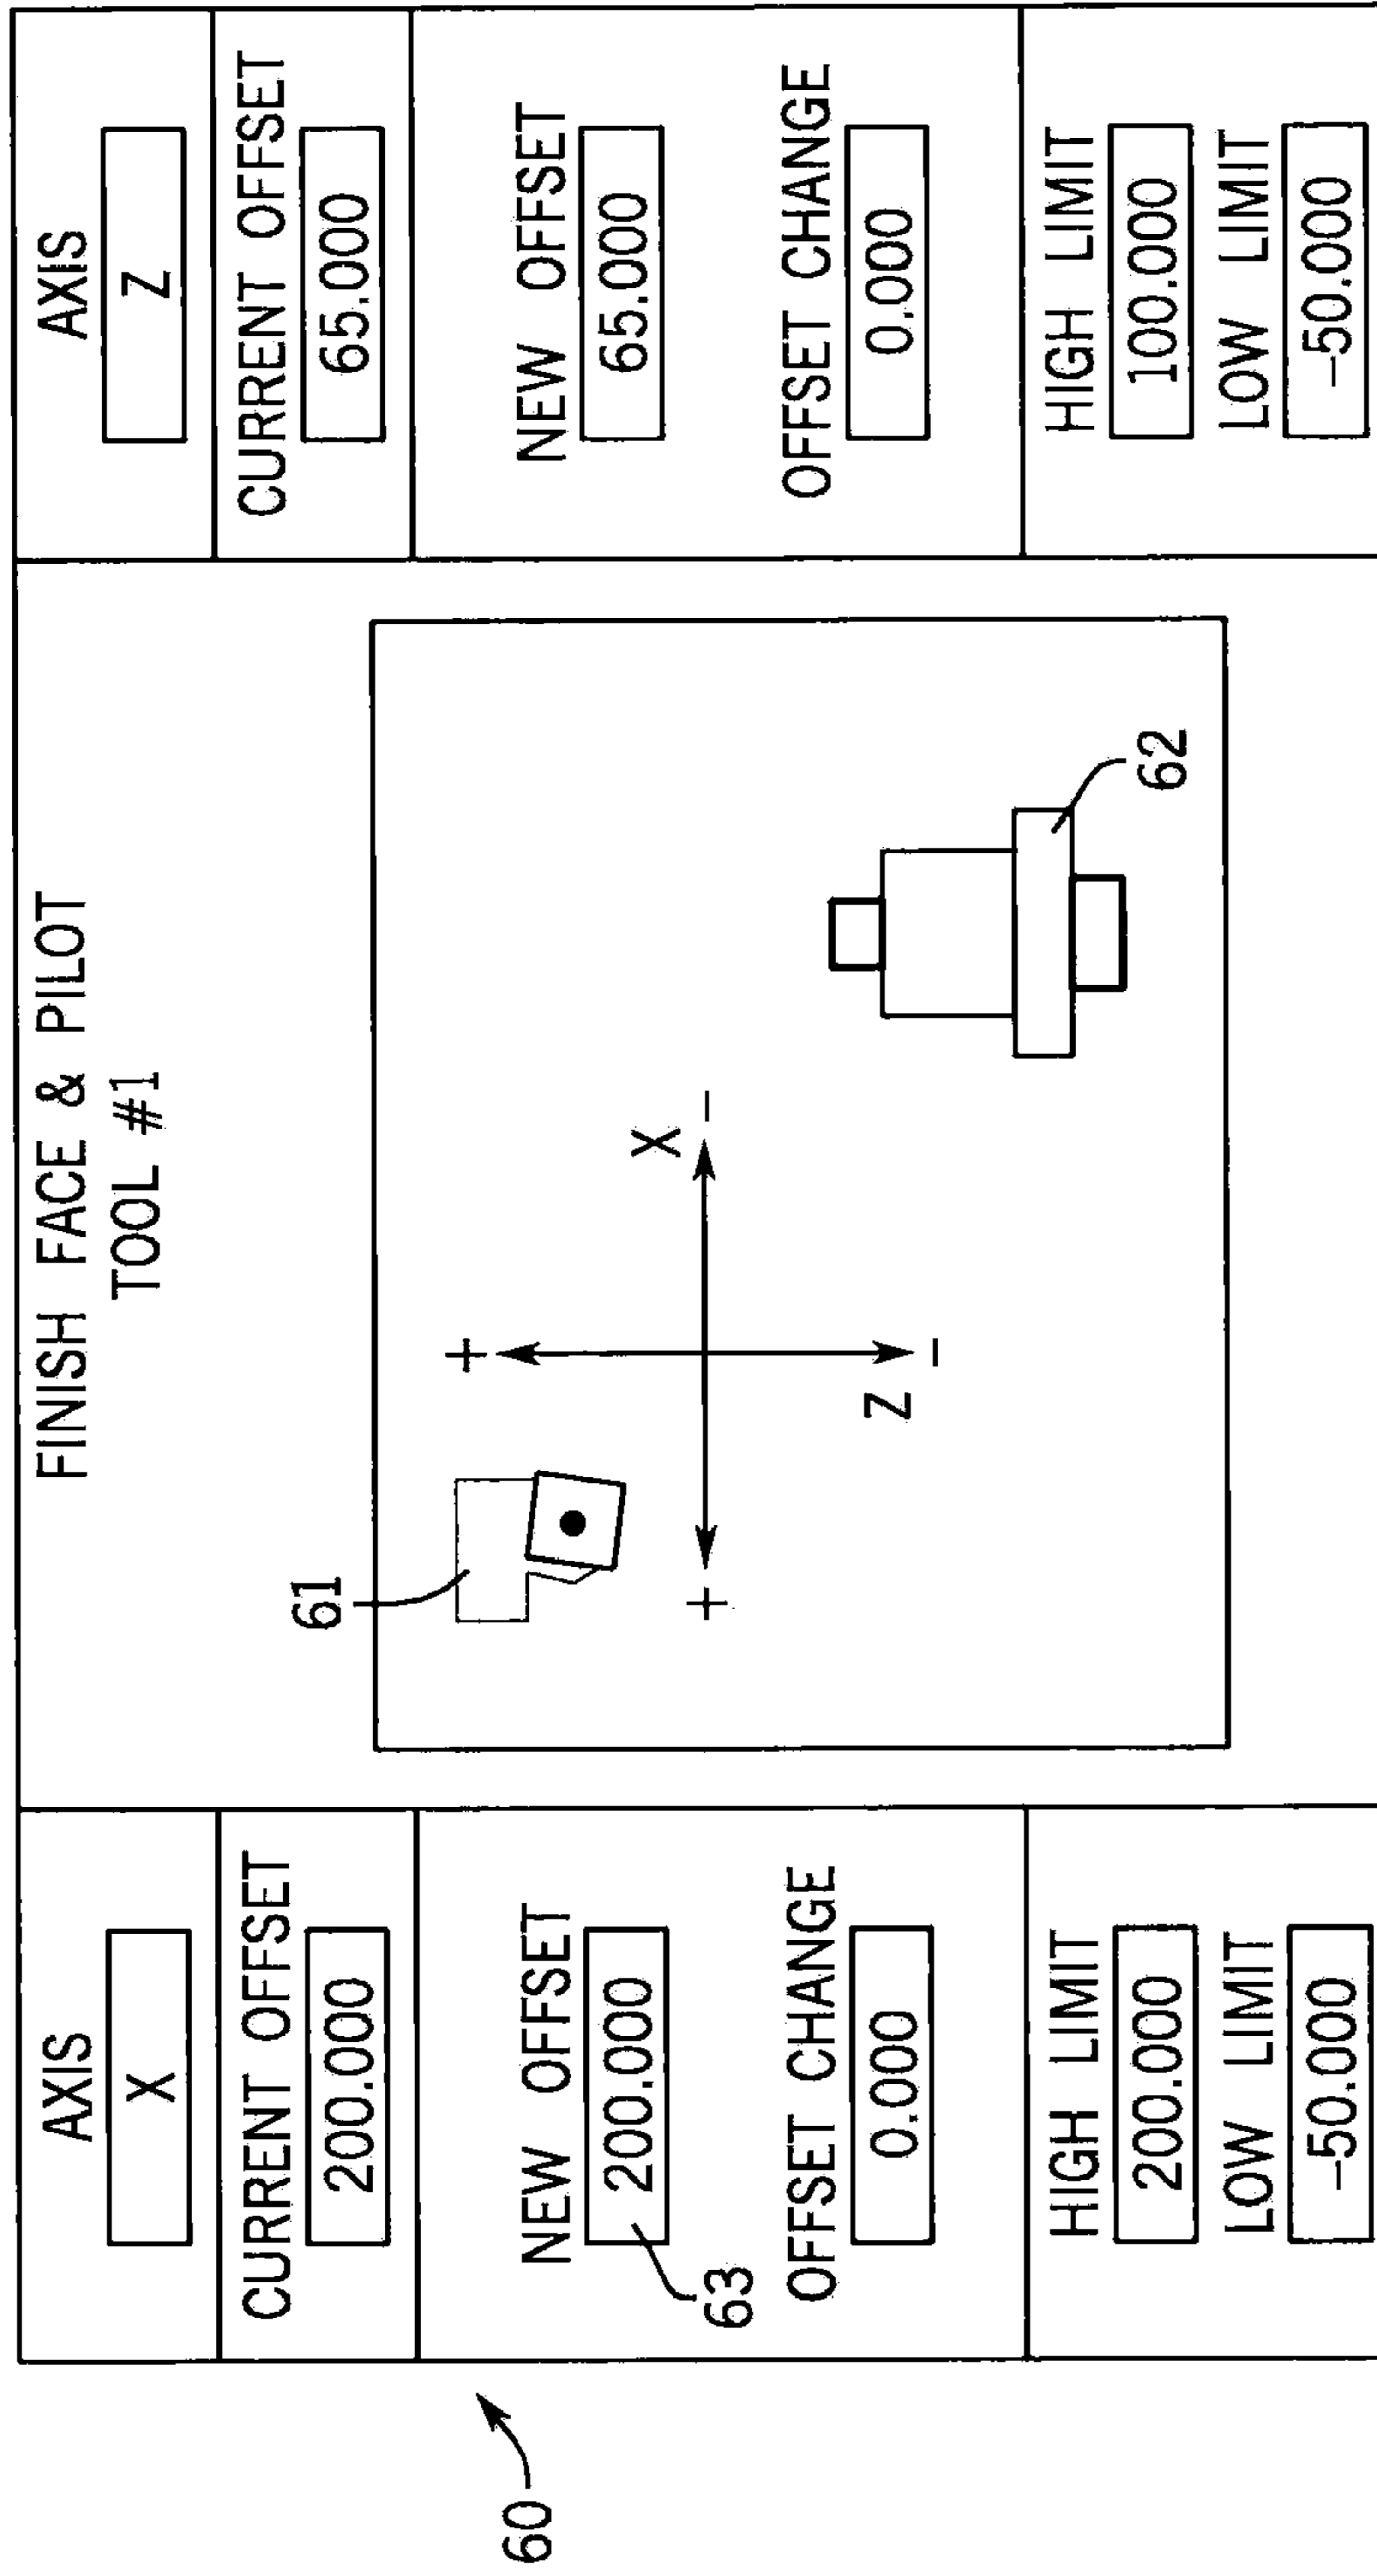 60
AXIS
X
CURRENT OFFSET
200.000
NEW OFFSET
200.000
63
OFFSET CHANGE
0.000
HIGH LIMIT
200.000
LOW LIMIT
-50.000
FINISH FACE & PILOT
TOOL #1
61
+
+
X
-
Z
-
62
AXIS
Z
CURRENT OFFSET
65.000
NEW OFFSET
65.000
OFFSET CHANGE
0.000
HIGH LIMIT
100.000
LOW LIMIT
-50.000